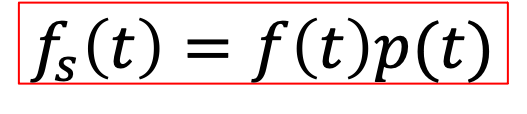 fₛ(t) = f(t)p(t)